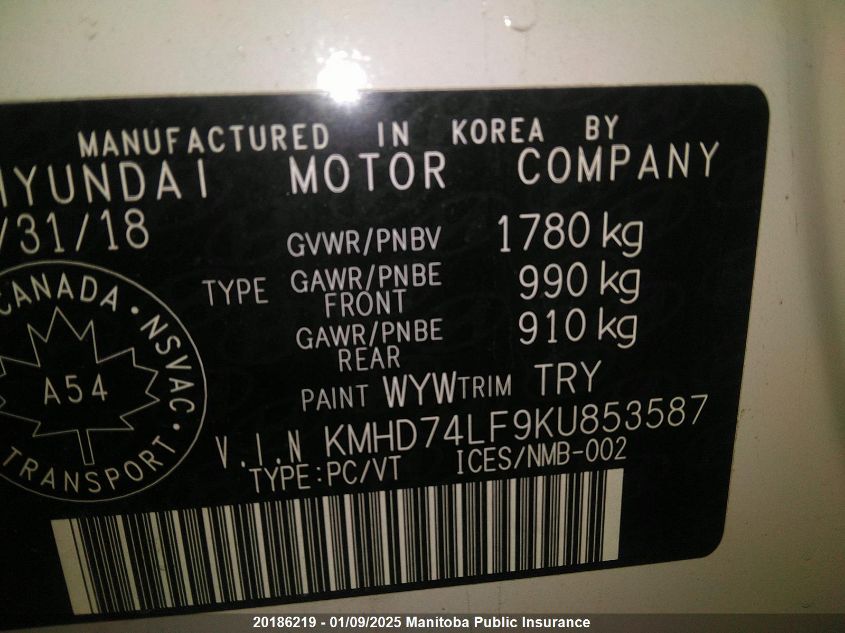 MANUFACTURED IN KOREA BY
HYUNDAI MOTOR COMPANY
/31/18
GVWR/PNBV 1780 kg
TYPE GAWR/PNBE FRONT 990 kg
GAWR/PNBE REAR 910 kg
PAINT WYW TRIM TRY
V.I.N KMHD74LF9KU853587
TYPE:PC/VT ICES/NMB-002
CANADA • NSVAC •
A54
TRANSPORT •
20186219 - 01/09/2025 Manitoba Public Insurance